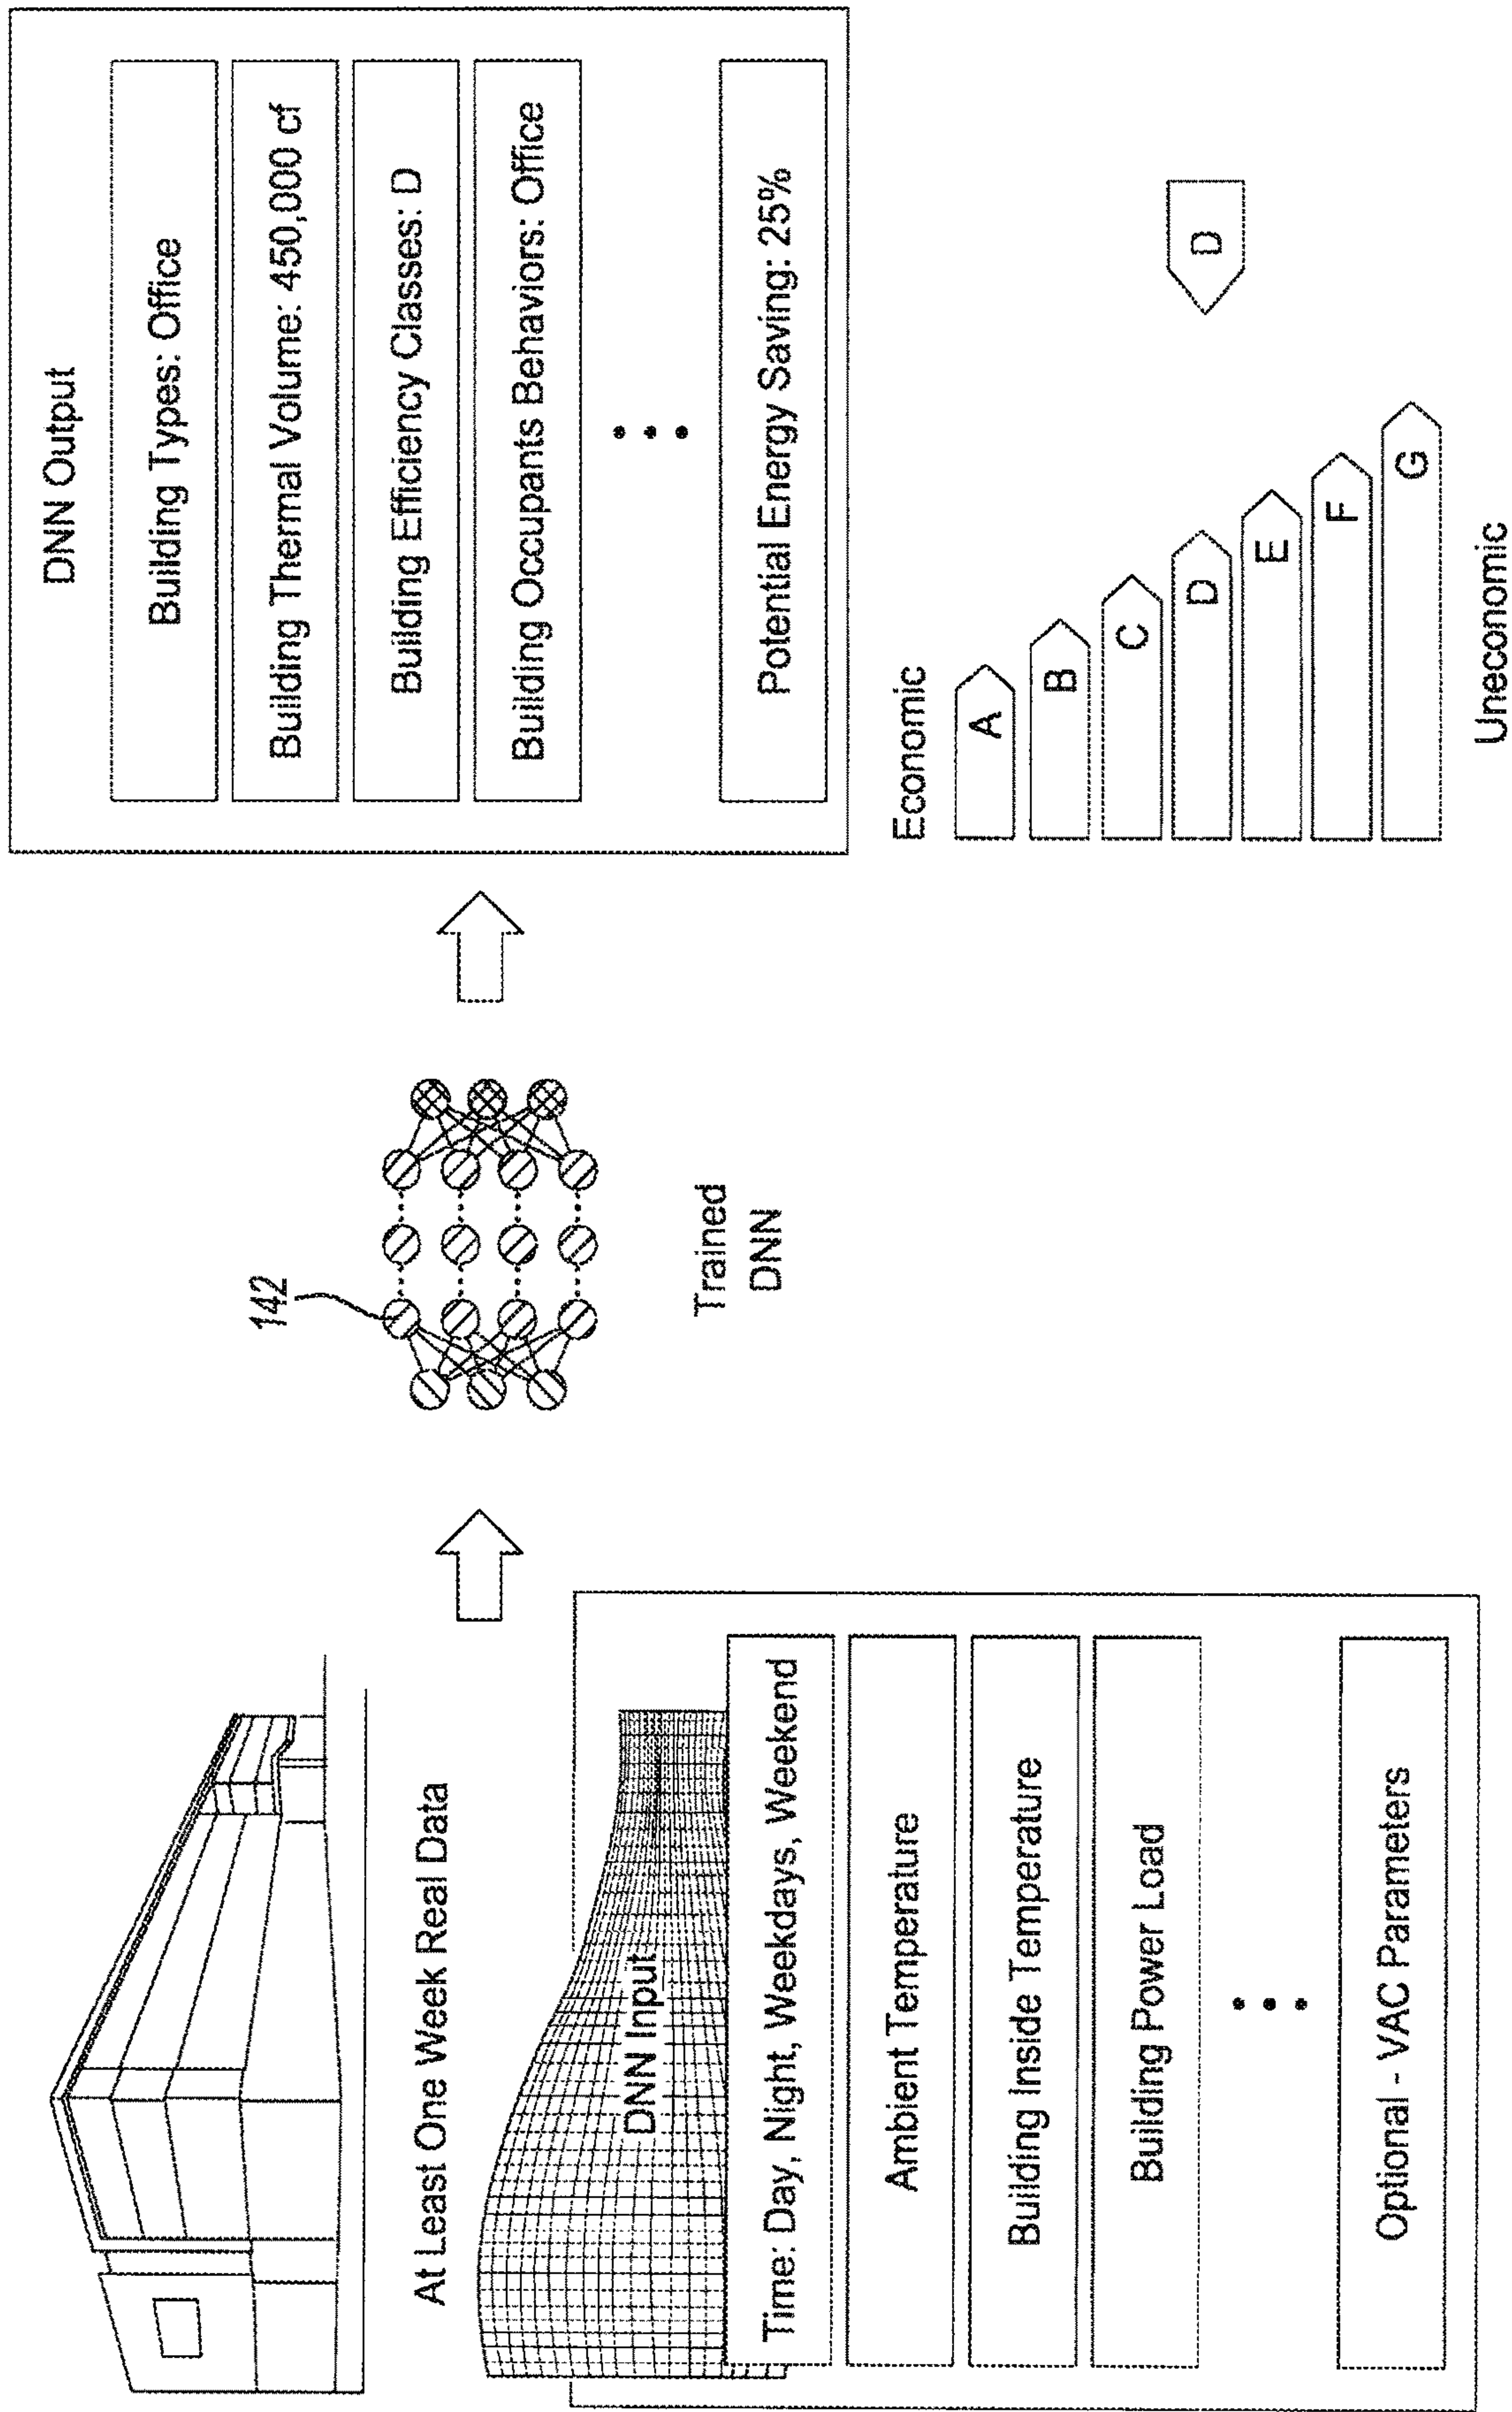 At Least One Week Real Data
DNN Input
Time: Day, Night, Weekdays, Weekend
Ambient Temperature
Building Inside Temperature
Building Power Load
Optional - VAC Parameters
142
Trained
DNN
DNN Output
Building Types: Office
Building Thermal Volume: 450,000 cf
Building Efficiency Classes: D
Building Occupants Behaviors: Office
Potential Energy Saving: 25%
Economic
A
B
C
D
D
E
F
G
Uneconomic